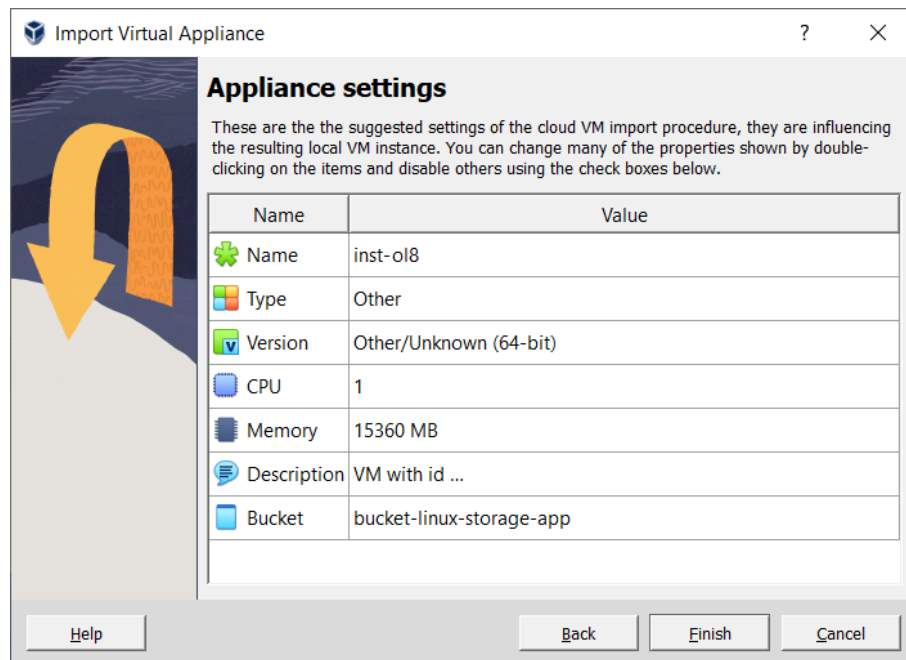 Import Virtual Appliance
?
Appliance settings
These are the the suggested settings of the cloud VM import procedure, they are influencing
the resulting local VM instance. You can change many of the properties shown by double-
clicking on the items and disable others using the check boxes below.
Name Value
Name inst-ol8
Type Other
Version Other/Unknown (64-bit)
CPU 1
Memory 15360 MB
Description VM with id ...
Bucket bucket-linux-storage-app
Help Back Finish Cancel